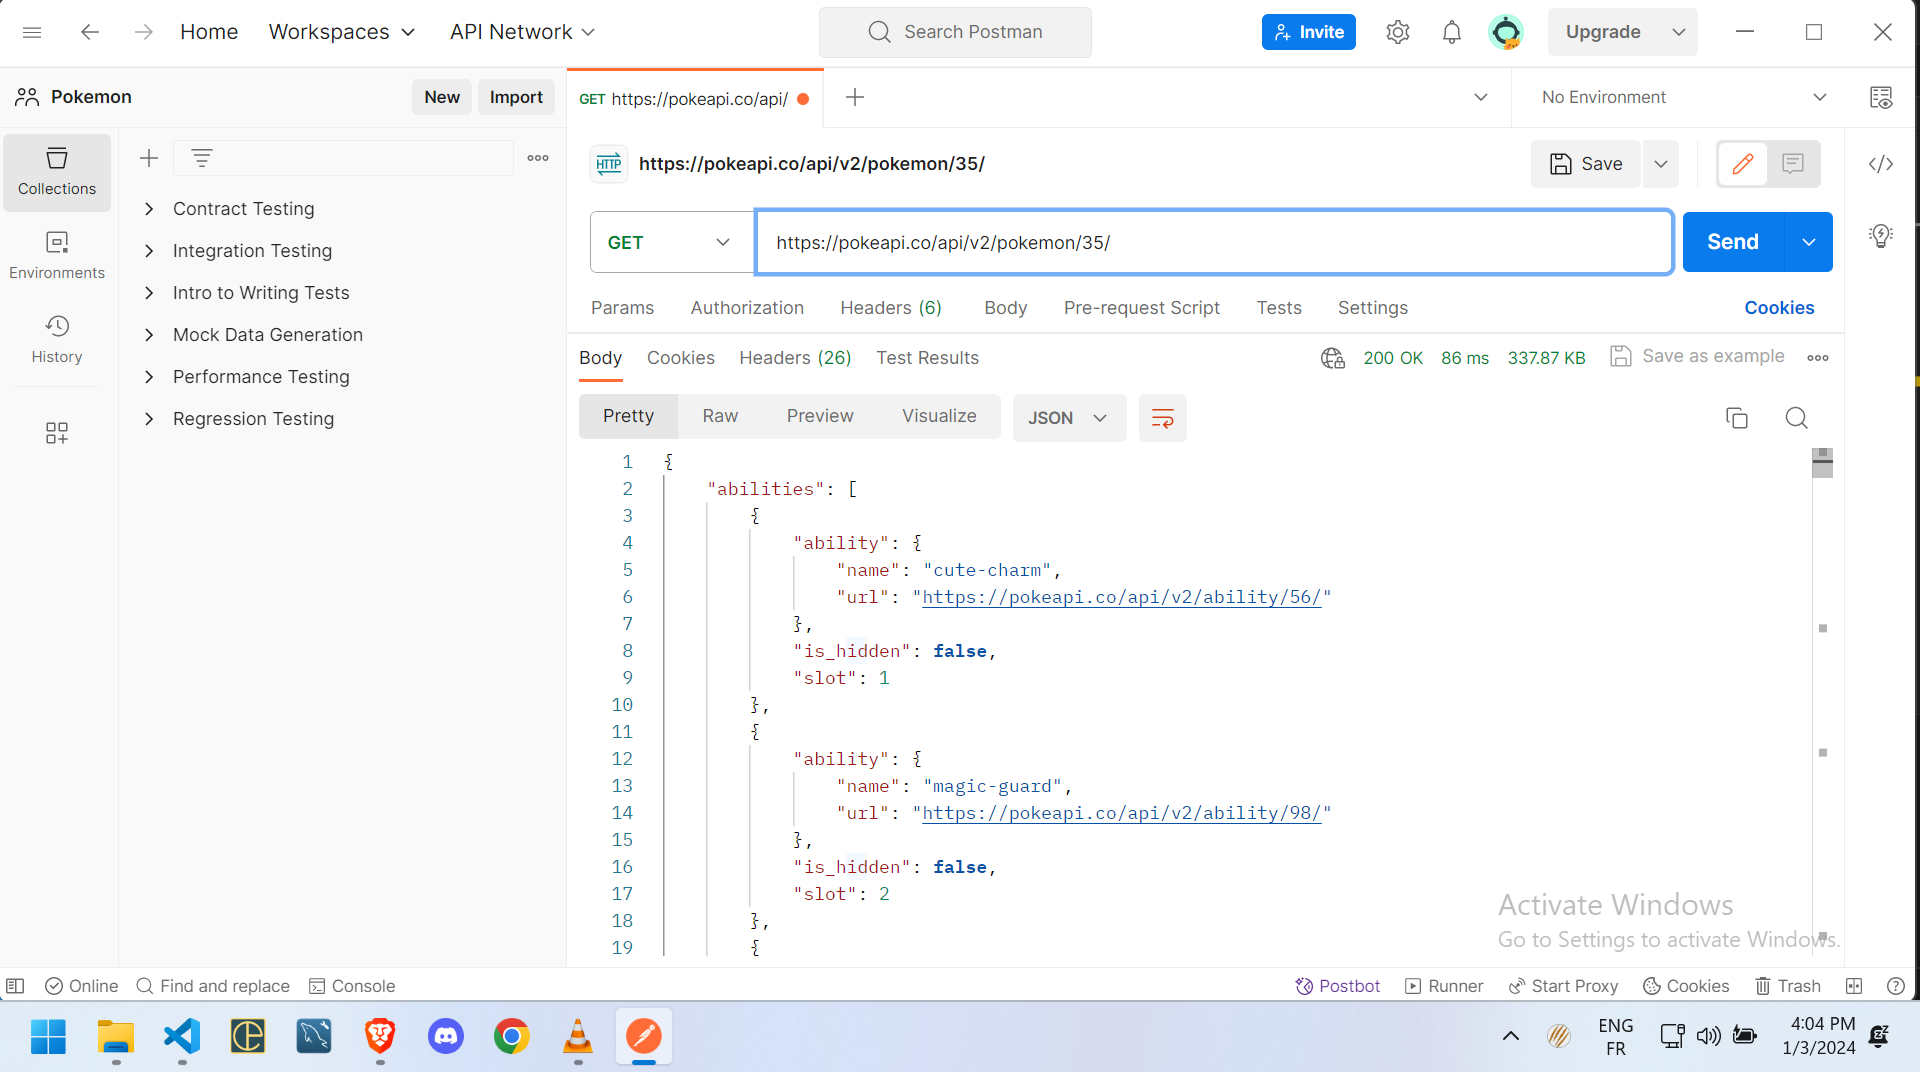 Home
Workspaces
API Network
Search Postman
Invite
Upgrade
Pokemon
New
Import
GET https://pokeapi.co/api/
No Environment
Collections
Environments
History
Contract Testing
Integration Testing
Intro to Writing Tests
Mock Data Generation
Performance Testing
Regression Testing
HTTP
https://pokeapi.co/api/v2/pokemon/35/
Save
GET
https://pokeapi.co/api/v2/pokemon/35/
Send
Params
Authorization
Headers (6)
Body
Pre-request Script
Tests
Settings
Cookies
Body
Cookies
Headers (26)
Test Results
200 OK
86 ms
337.87 KB
Save as example
Pretty
Raw
Preview
Visualize
JSON
1 {
2 "abilities": [
3 {
4 "ability": {
5 "name": "cute-charm",
6 "url": "https://pokeapi.co/api/v2/ability/56/"
7 },
8 "is_hidden": false,
9 "slot": 1
10 },
11 {
12 "ability": {
13 "name": "magic-guard",
14 "url": "https://pokeapi.co/api/v2/ability/98/"
15 },
16 "is_hidden": false,
17 "slot": 2
18 },
19 {
Activate Windows
Go to Settings to activate Windows.
Online
Find and replace
Console
Postbot
Runner
Start Proxy
Cookies
Trash
ENG
FR
4:04 PM
1/3/2024